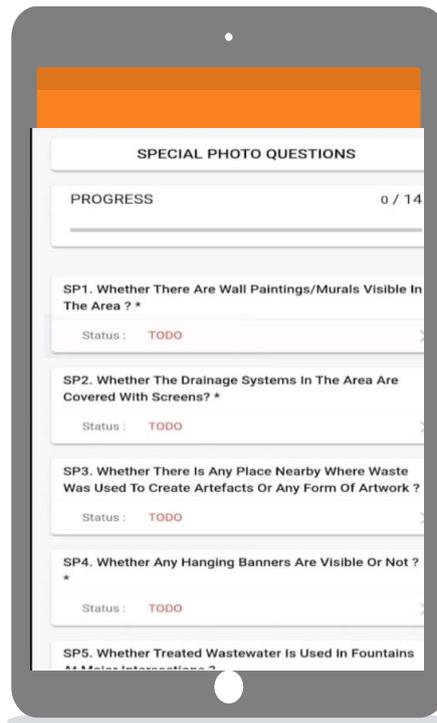 SPECIAL PHOTO QUESTIONS
PROGRESS 0 / 14
SP1. Whether There Are Wall Paintings/Murals Visible In
The Area ? *
Status : TODO
SP2. Whether The Drainage Systems In The Area Are
Covered With Screens? *
Status : TODO
SP3. Whether There Is Any Place Nearby Where Waste
Was Used To Create Artefacts Or Any Form Of Artwork ?
Status : TODO
SP4. Whether Any Hanging Banners Are Visible Or Not ?
*
Status : TODO
SP5. Whether Treated Wastewater Is Used In Fountains
At Major Intersections ?